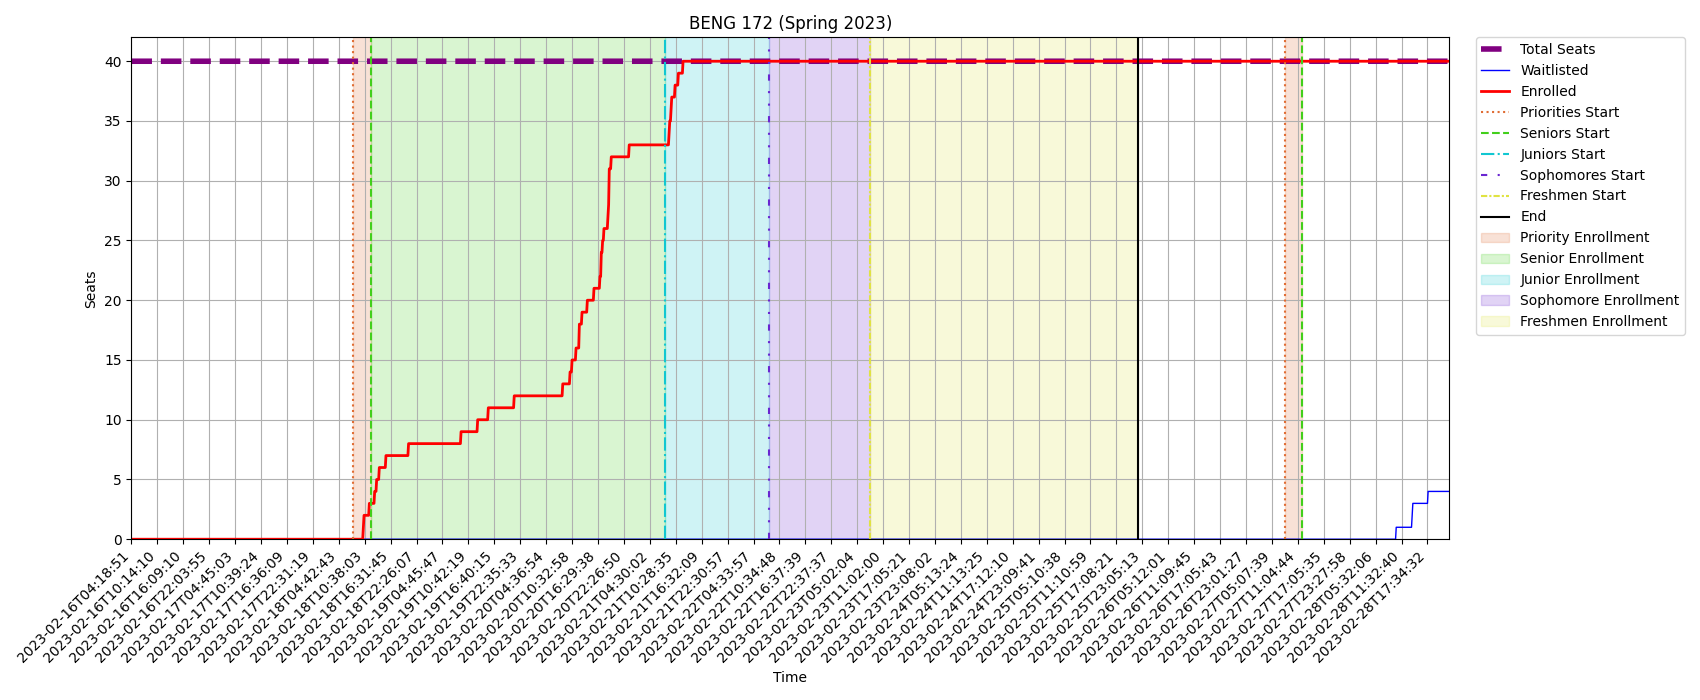 BENG 172 (Spring 2023)
Total Seats
Waitlisted
Enrolled
Priorities Start
Seniors Start
Juniors Start
Sophomores Start
Freshmen Start
End
Priority Enrollment
Senior Enrollment
Junior Enrollment
Sophomore Enrollment
Freshmen Enrollment
Seats
40
35
30
25
20
15
10
5
0
2023-02-16T04:18:51
2023-02-16T10:14:10
2023-02-16T16:09:10
2023-02-16T22:03:55
2023-02-17T04:45:03
2023-02-17T10:39:24
2023-02-17T16:36:09
2023-02-17T22:31:19
2023-02-18T04:42:43
2023-02-18T10:38:03
2023-02-18T16:31:45
2023-02-18T22:26:07
2023-02-19T04:45:47
2023-02-19T10:42:19
2023-02-19T16:40:15
2023-02-19T22:35:33
2023-02-20T04:36:54
2023-02-20T10:32:58
2023-02-20T16:29:38
2023-02-20T22:26:50
2023-02-21T04:30:02
2023-02-21T10:28:35
2023-02-21T16:32:09
2023-02-21T22:30:57
2023-02-22T04:33:57
2023-02-22T10:34:48
2023-02-22T16:37:39
2023-02-22T22:37:37
2023-02-23T05:02:04
2023-02-23T11:02:00
2023-02-23T17:05:21
2023-02-23T23:08:02
2023-02-24T05:13:24
2023-02-24T11:13:25
2023-02-24T17:12:10
2023-02-24T23:09:41
2023-02-25T05:10:38
2023-02-25T11:10:59
2023-02-25T17:08:21
2023-02-25T23:05:13
2023-02-26T05:12:01
2023-02-26T11:09:45
2023-02-26T17:05:43
2023-02-26T23:01:27
2023-02-27T05:07:39
2023-02-27T11:04:44
2023-02-27T17:05:35
2023-02-27T23:27:58
2023-02-28T05:32:06
2023-02-28T11:32:40
2023-02-28T17:34:32
Time